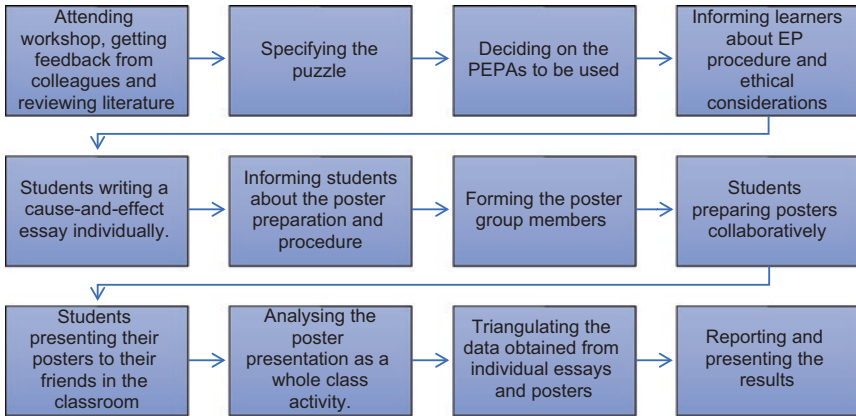 Attending
workshop, getting
feedback from
colleagues and
reviewing literature
Specifying the
puzzle
Deciding on the
PEPAs to be used
Informing learners
about EP
procedure and
ethical
considerations
Students writing a
cause-and-effect
essay individually.
Informing students
about the poster
preparation and
procedure
Forming the poster
group members
Students
preparing posters
collaboratively
Students
presenting their
posters to their
friends in the
classroom
Analysing the
poster
presentation as a
whole class
activity.
Triangulating the
data obtained from
individual essays
and posters
Reporting and
presenting the
results